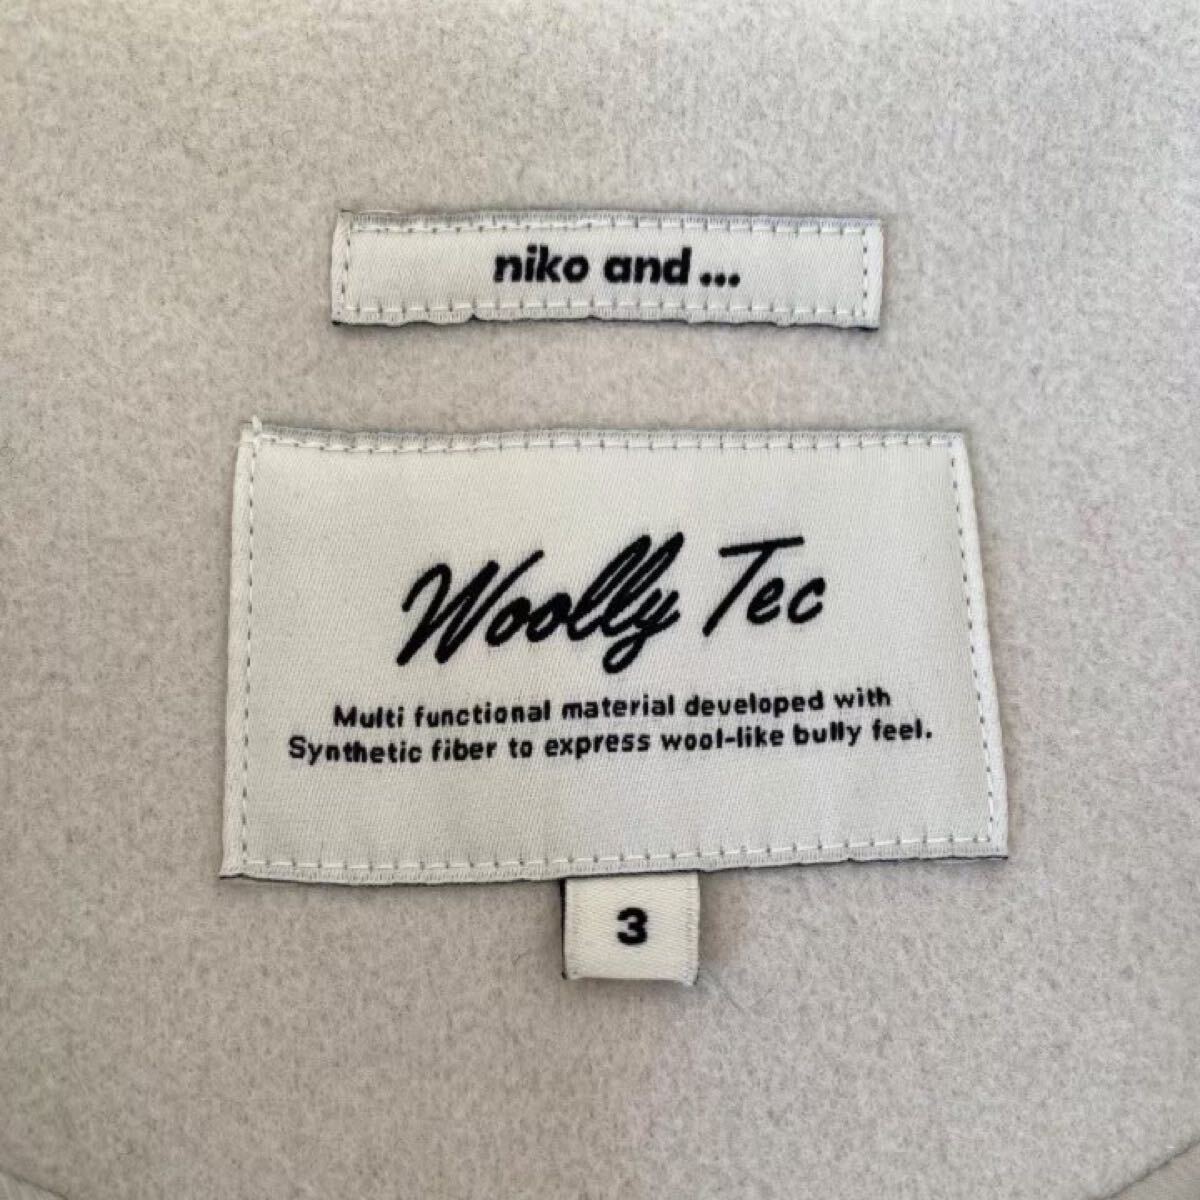 niko and ...
Woolly Tec
Multi functional material developed with
Synthetic fiber to express wool-like bully feel.
3